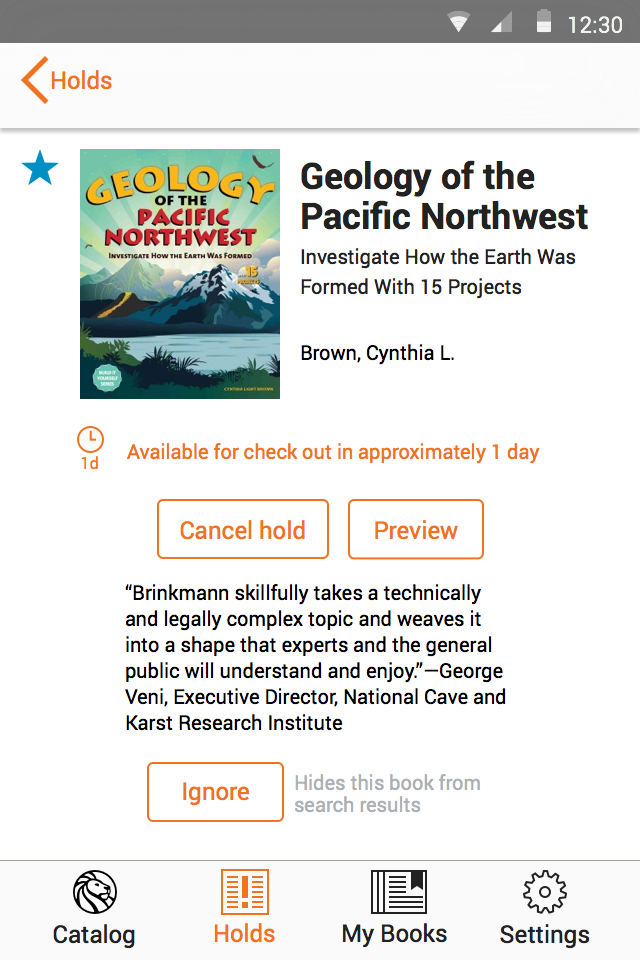 12:30
Holds
GEOLOGY
OF THE
PACIFIC
NORTHWEST
INVESTIGATE HOW THE EARTH WAS FORMED
15
PROJECTS
BUILD IT
YOURSELF
SERIES
CYNTHIA LIGHT BROWN
Geology of the
Pacific Northwest
Investigate How the Earth Was
Formed With 15 Projects
Brown, Cynthia L.
1d
Available for check out in approximately 1 day
Cancel hold
Preview
“Brinkmann skillfully takes a technically
and legally complex topic and weaves it
into a shape that experts and the general
public will understand and enjoy.”—George
Veni, Executive Director, National Cave and
Karst Research Institute
Ignore
Hides this book from
search results
Catalog
Holds
My Books
Settings